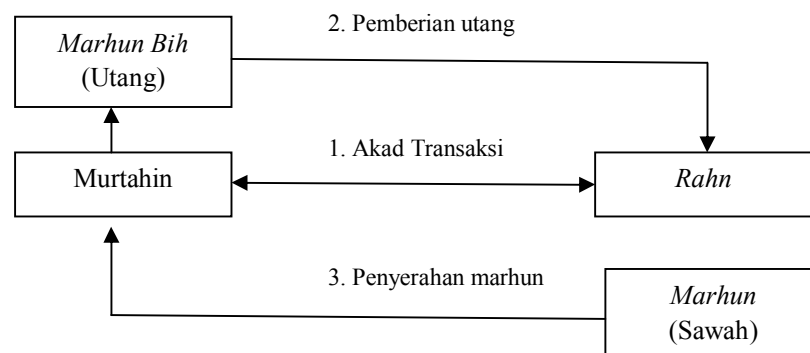 2. Pemberian utang
Marhun Bih
(Utang)
1. Akad Transaksi
Murtahin
Rahn
3. Penyerahan marhun
Marhun
(Sawah)